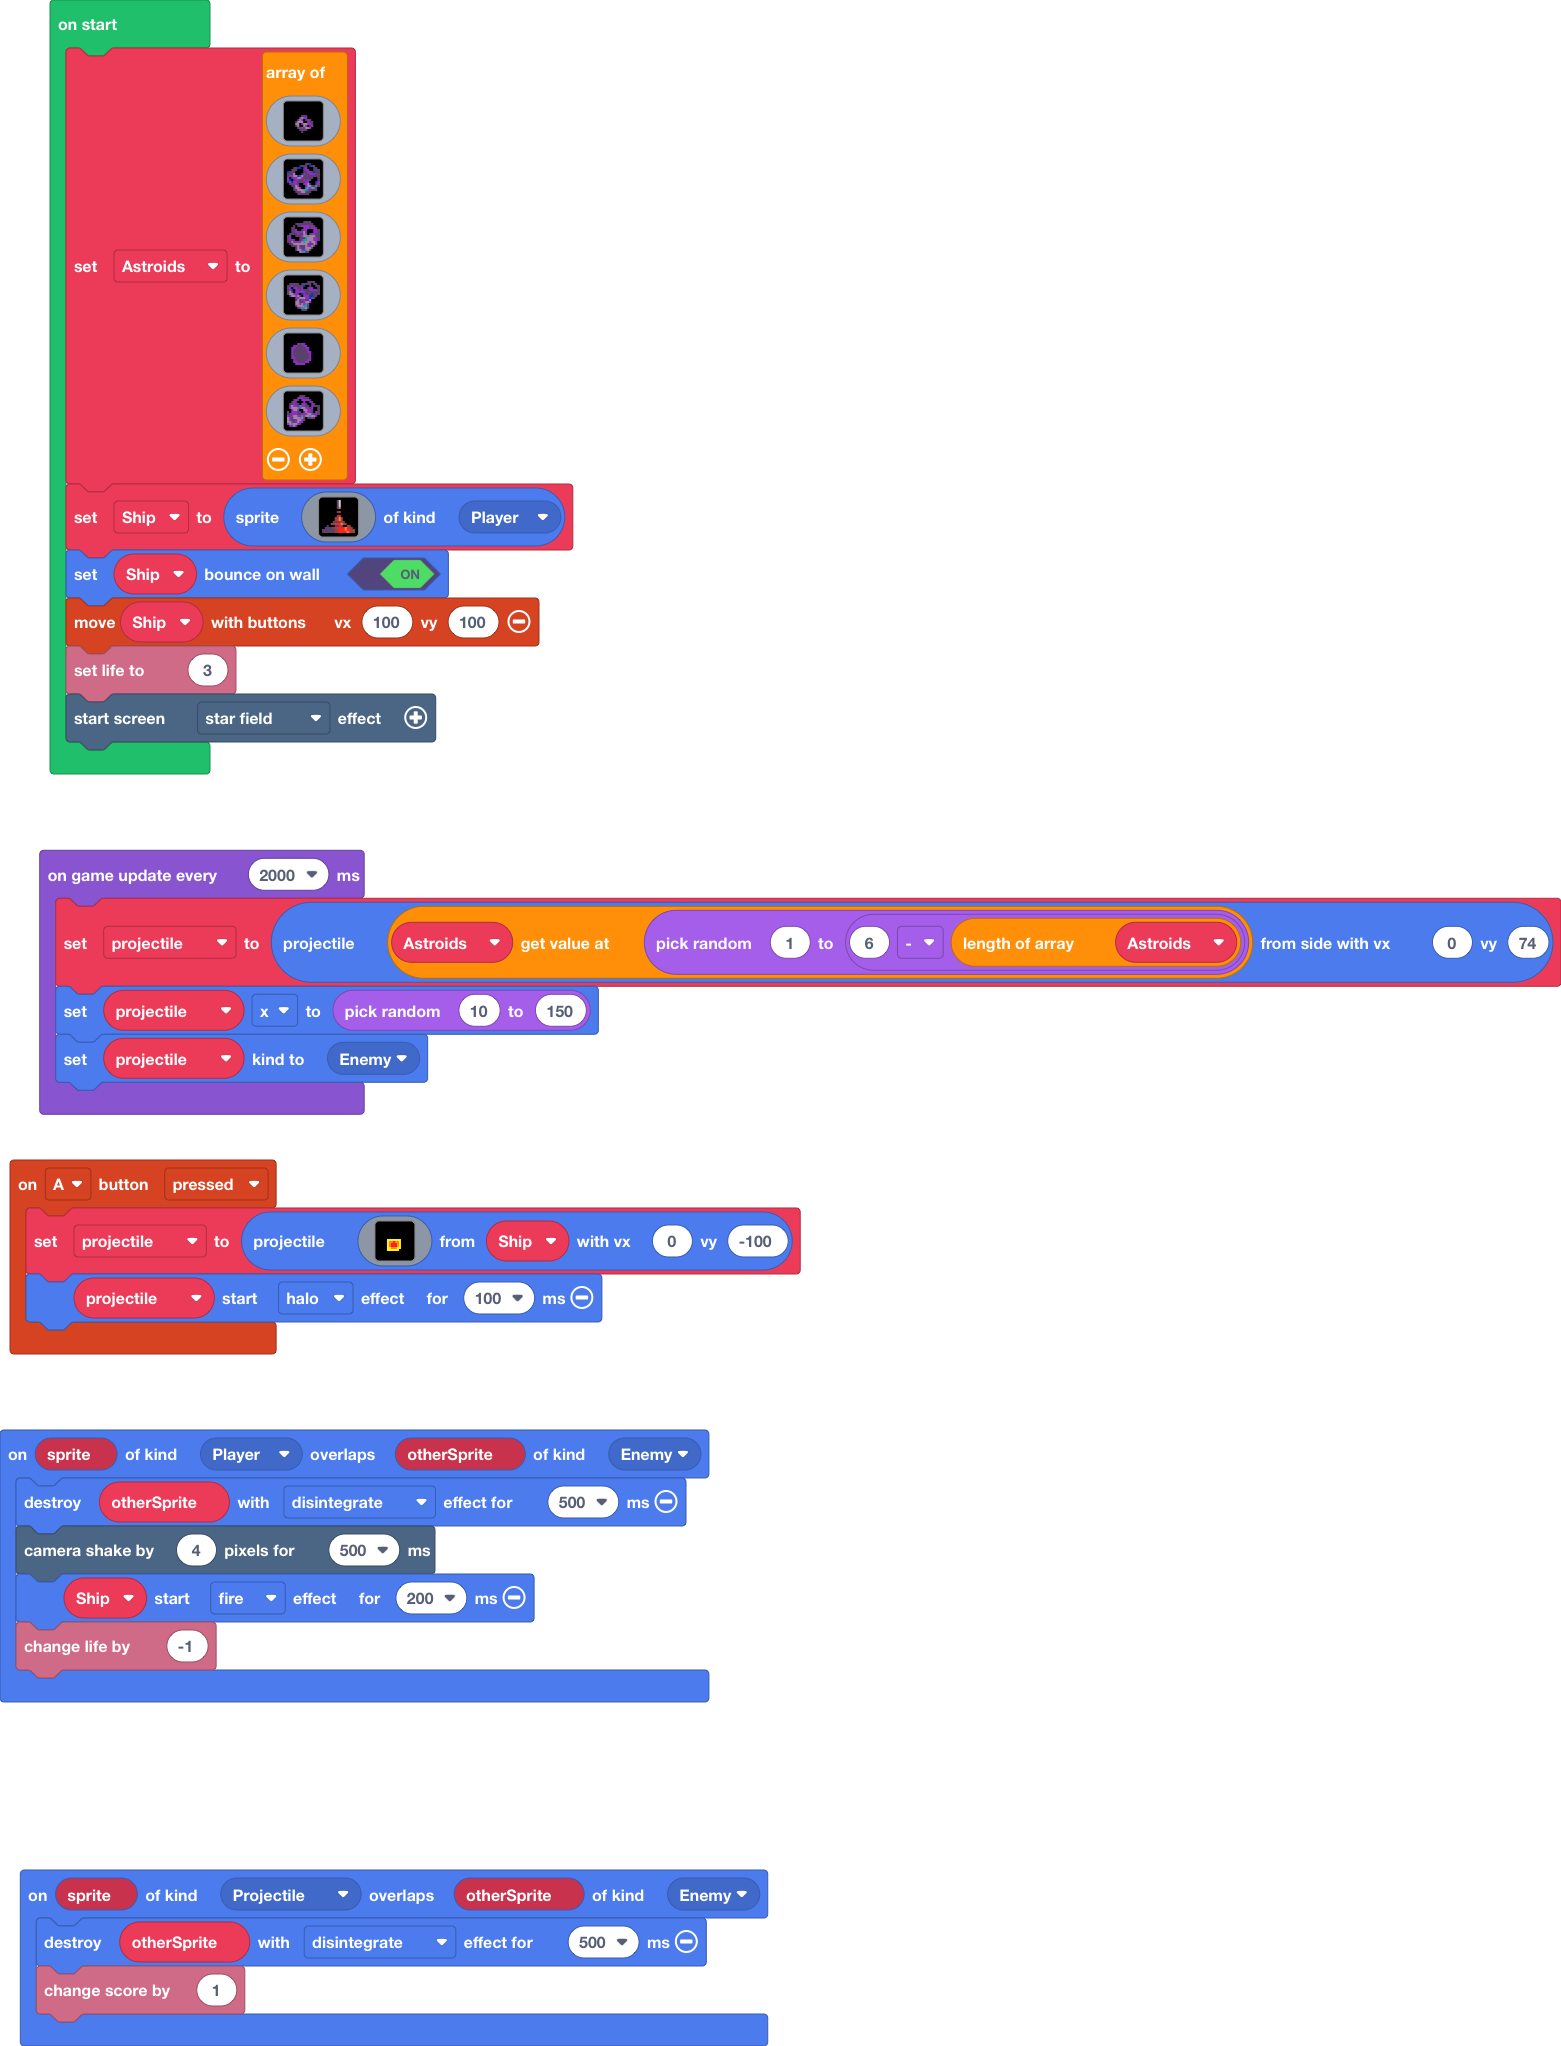 on start
array of
set Astroids to
set Ship to sprite of kind Player
set Ship bounce on wall ON
move Ship with buttons vx 100 vy 100
set life to 3
start screen star field effect
on game update every 2000 ms
set projectile to projectile Astroids get value at pick random 1 to 6 - length of array Astroids from side with vx 0 vy 74
set projectile x to pick random 10 to 150
set projectile kind to Enemy
on A button pressed
set projectile to projectile from Ship with vx 0 vy -100
projectile start halo effect for 100 ms
on sprite of kind Player overlaps otherSprite of kind Enemy
destroy otherSprite with disintegrate effect for 500 ms
camera shake by 4 pixels for 500 ms
Ship start fire effect for 200 ms
change life by -1
on sprite of kind Projectile overlaps otherSprite of kind Enemy
destroy otherSprite with disintegrate effect for 500 ms
change score by 1